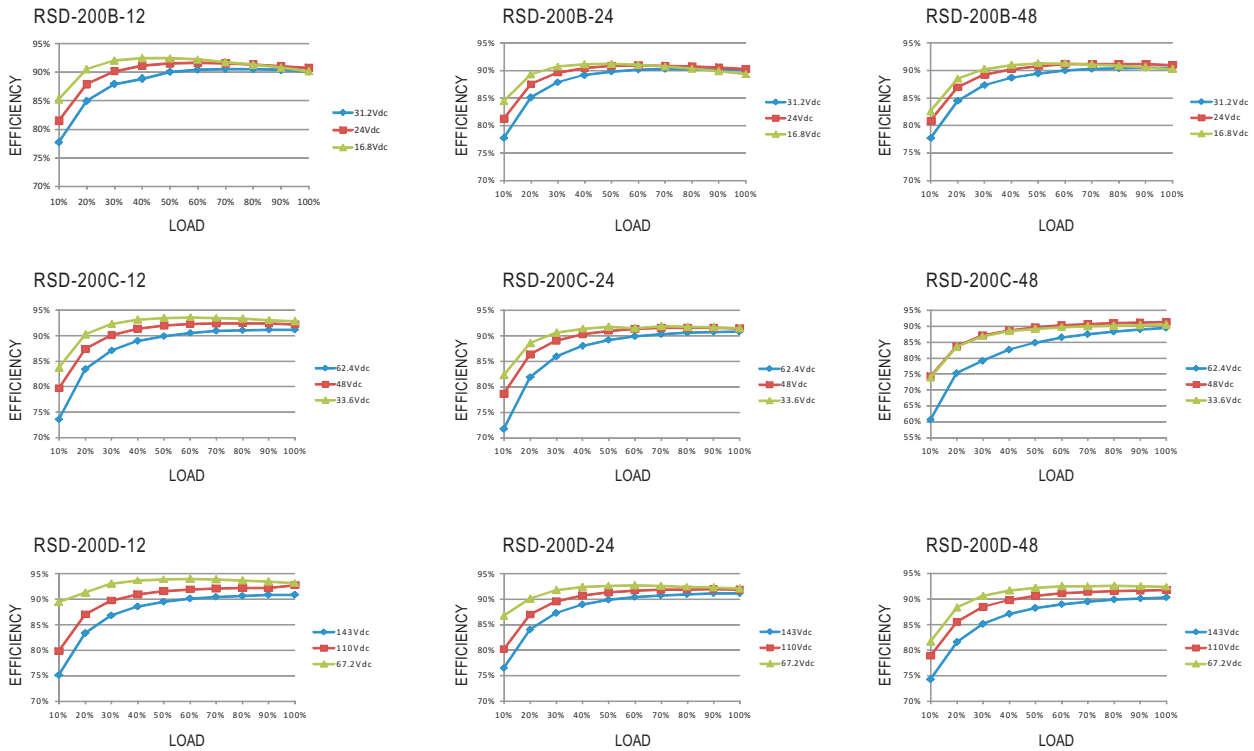 RSD-200B-12
EFFICIENCY
95%
90%
85%
80%
75%
70%
10% 20% 30% 40% 50% 60% 70% 80% 90% 100%
LOAD
31.2Vdc
24Vdc
16.8Vdc
RSD-200B-24
EFFICIENCY
95%
90%
85%
80%
75%
70%
10% 20% 30% 40% 50% 60% 70% 80% 90% 100%
LOAD
31.2Vdc
24Vdc
16.8Vdc
RSD-200B-48
EFFICIENCY
95%
90%
85%
80%
75%
70%
10% 20% 30% 40% 50% 60% 70% 80% 90% 100%
LOAD
31.2Vdc
24Vdc
16.8Vdc
RSD-200C-12
EFFICIENCY
95%
90%
85%
80%
75%
70%
10% 20% 30% 40% 50% 60% 70% 80% 90% 100%
LOAD
62.4Vdc
48Vdc
33.6Vdc
RSD-200C-24
EFFICIENCY
95%
90%
85%
80%
75%
70%
10% 20% 30% 40% 50% 60% 70% 80% 90% 100%
LOAD
62.4Vdc
48Vdc
33.6Vdc
RSD-200C-48
EFFICIENCY
95%
90%
85%
80%
75%
70%
65%
60%
55%
10% 20% 30% 40% 50% 60% 70% 80% 90% 100%
LOAD
62.4Vdc
48Vdc
33.6Vdc
RSD-200D-12
EFFICIENCY
95%
90%
85%
80%
75%
70%
10% 20% 30% 40% 50% 60% 70% 80% 90% 100%
LOAD
143Vdc
110Vdc
67.2Vdc
RSD-200D-24
EFFICIENCY
95%
90%
85%
80%
75%
70%
10% 20% 30% 40% 50% 60% 70% 80% 90% 100%
LOAD
143Vdc
110Vdc
67.2Vdc
RSD-200D-48
EFFICIENCY
95%
90%
85%
80%
75%
70%
10% 20% 30% 40% 50% 60% 70% 80% 90% 100%
LOAD
143Vdc
110Vdc
67.2Vdc